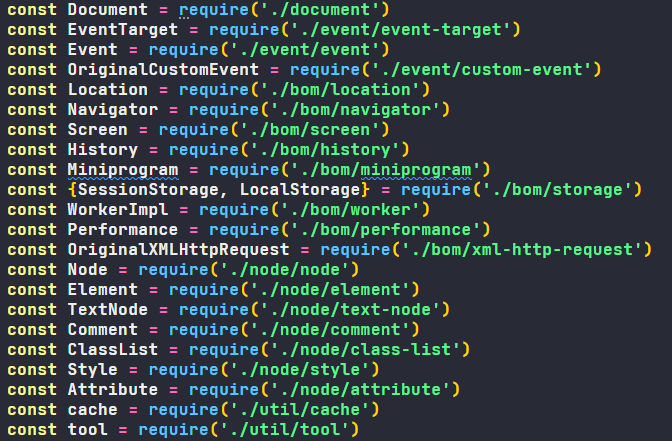 const Document = require('./document')
const EventTarget = require('./event/event-target')
const Event = require('./event/event')
const OriginalCustomEvent = require('./event/custom-event')
const Location = require('./bom/location')
const Navigator = require('./bom/navigator')
const Screen = require('./bom/screen')
const History = require('./bom/history')
const Miniprogram = require('./bom/miniprogram')
const {SessionStorage, LocalStorage} = require('./bom/storage')
const WorkerImpl = require('./bom/worker')
const Performance = require('./bom/performance')
const OriginalXMLHttpRequest = require('./bom/xml-http-request')
const Node = require('./node/node')
const Element = require('./node/element')
const TextNode = require('./node/text-node')
const Comment = require('./node/comment')
const ClassList = require('./node/class-list')
const Style = require('./node/style')
const Attribute = require('./node/attribute')
const cache = require('./util/cache')
const tool = require('./util/tool')